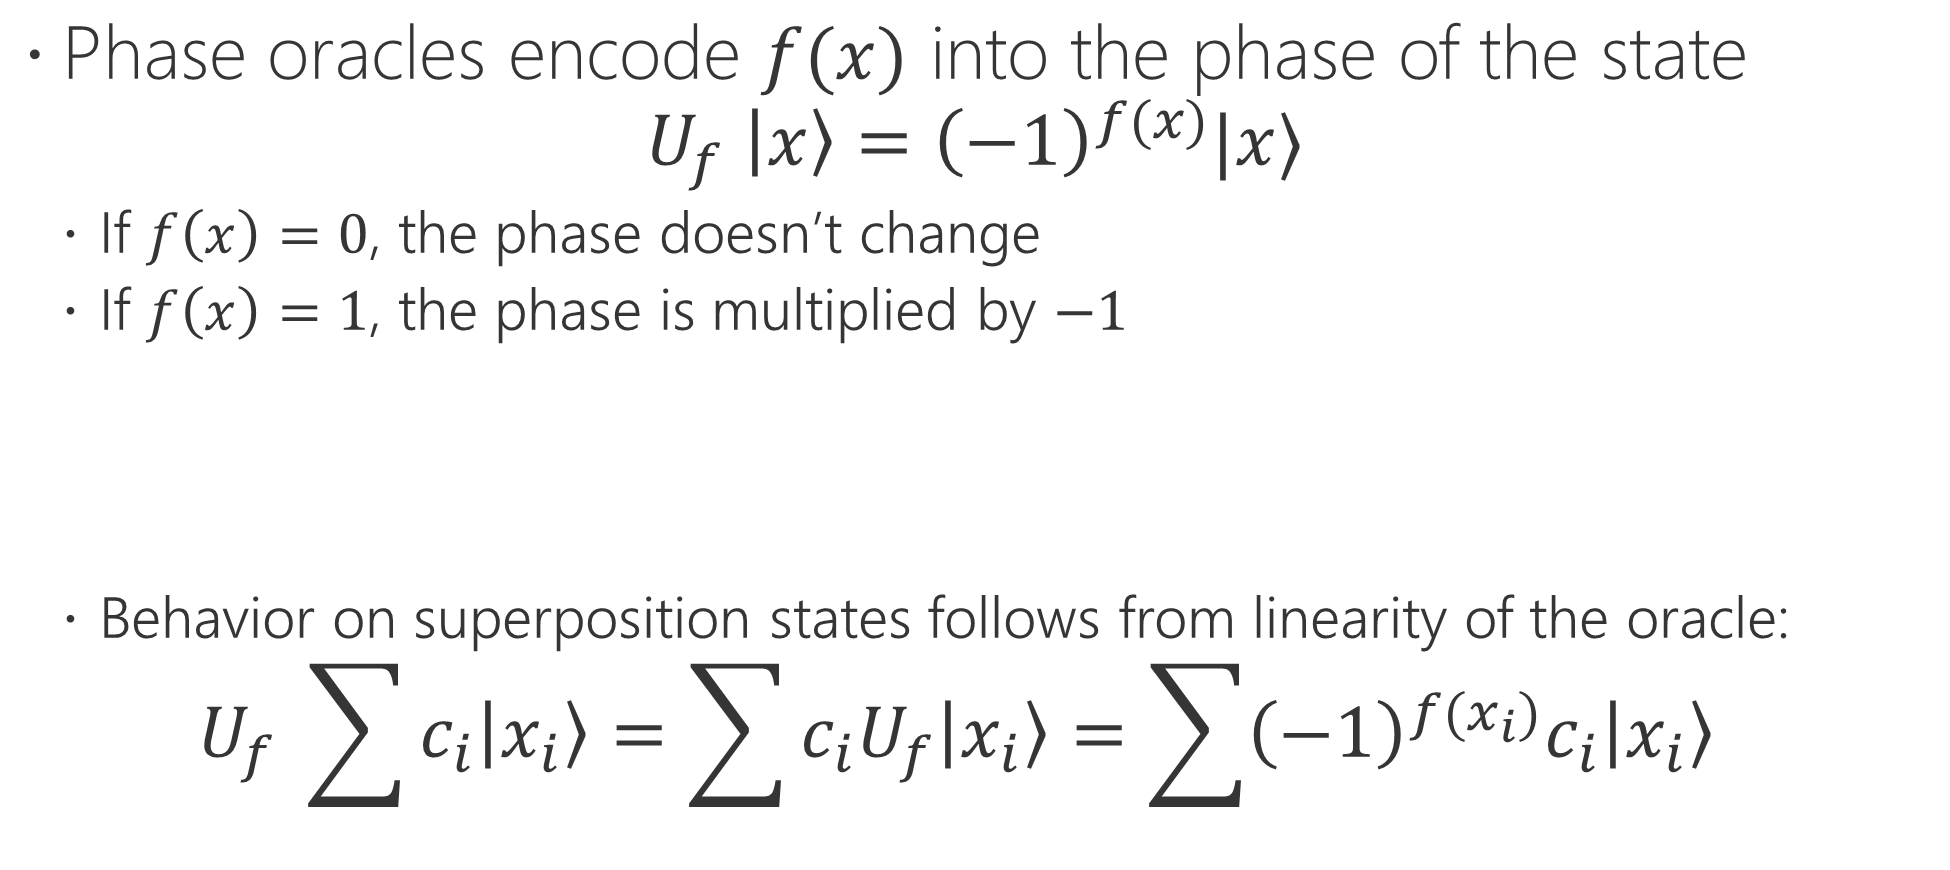 · Phase oracles encode f(x) into the phase of the state
U_f |x⟩ = (−1)^{f(x)}|x⟩
· If f(x) = 0, the phase doesn’t change
· If f(x) = 1, the phase is multiplied by −1
· Behavior on superposition states follows from linearity of the oracle:
U_f ∑ c_i|x_i⟩ = ∑ c_i U_f|x_i⟩ = ∑(−1)^{f(x_i)} c_i|x_i⟩